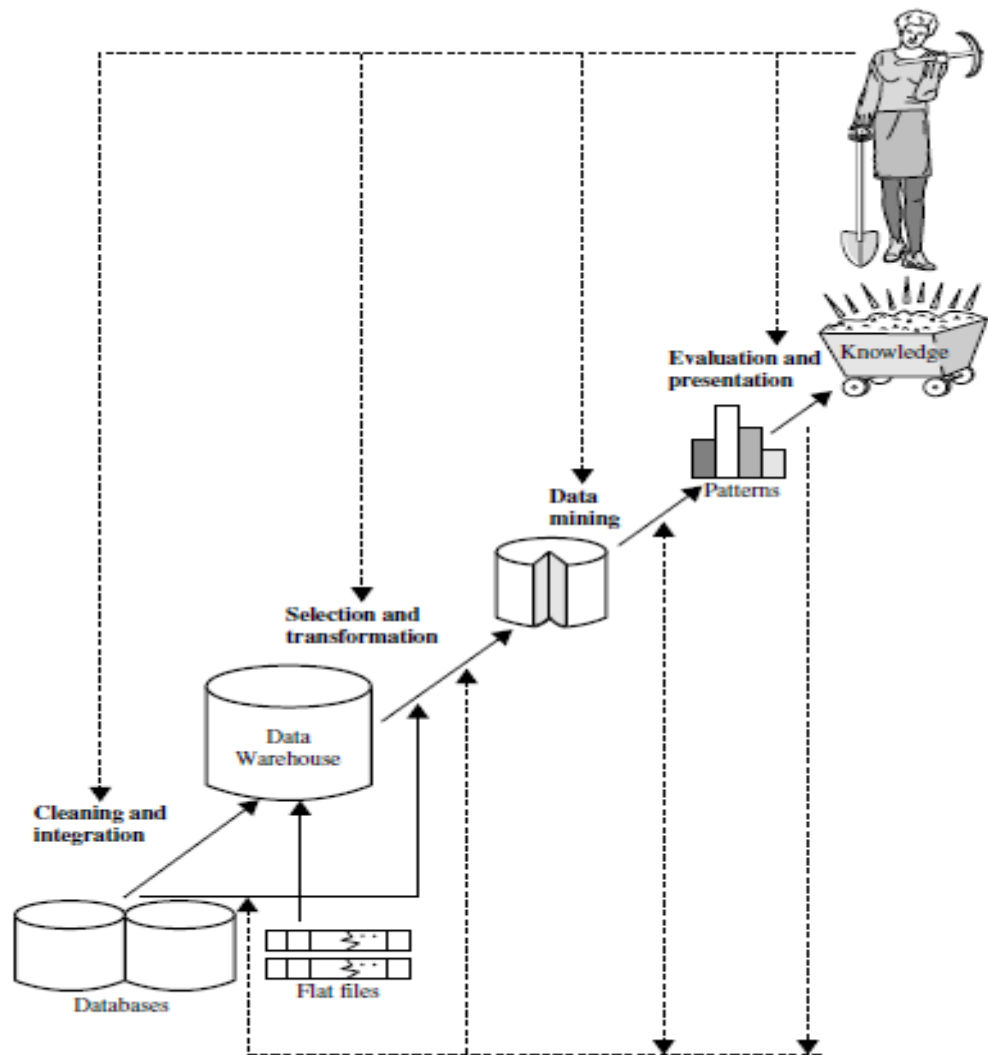 Knowledge
Evaluation and
presentation
Patterns
Data
mining
Selection and
transformation
Data
Warehouse
Cleaning and
integration
Databases
Flat files